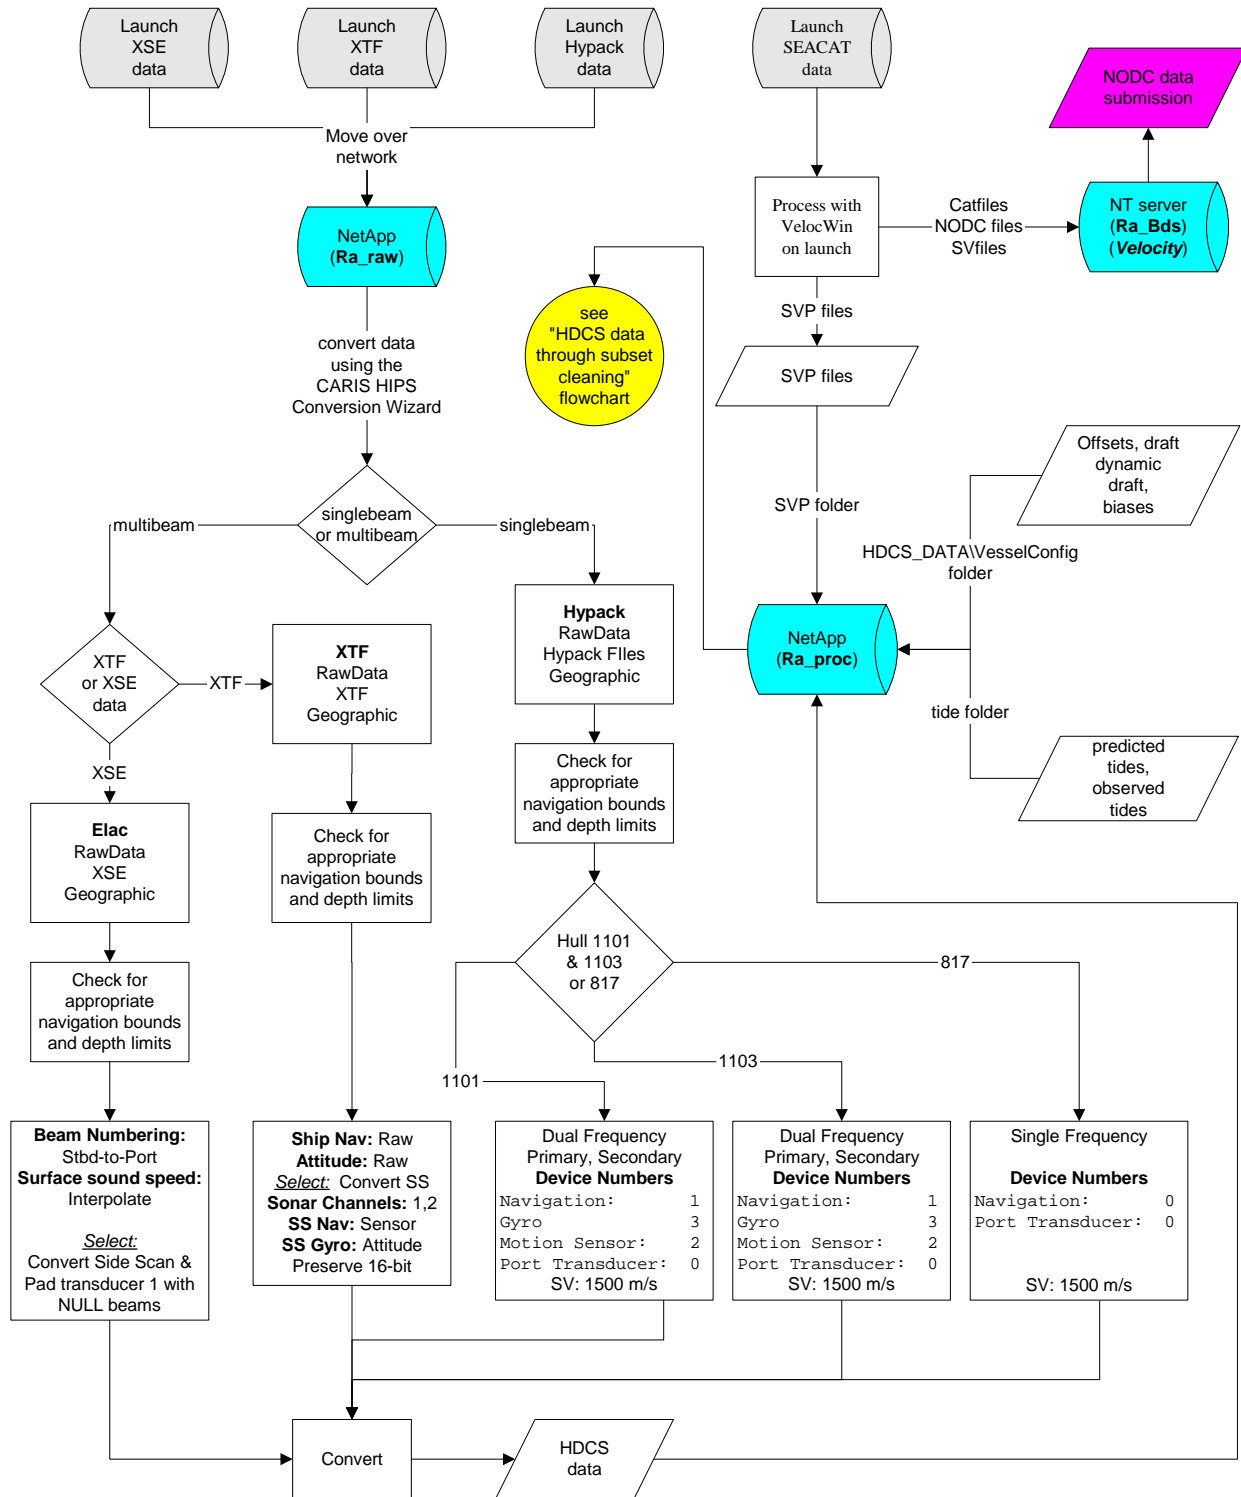 Launch
XSE
data
Launch
XTF
data
Launch
Hypack
data
Launch
SEACAT
data
NODC data
submission
Move over
network
Process with
VelocWin
on launch
Catfiles
NODC files
SVfiles
NT server
(Ra_Bds)
(Velocity)
NetApp
(Ra_raw)
see
"HDCS data
through subset
cleaning"
flowchart
SVP files
SVP files
convert data
using the
CARIS HIPS
Conversion Wizard
Offsets, draft
dynamic
draft,
biases
SVP folder
singlebeam
or multibeam
multibeam
singlebeam
HDCS_DATA\VesselConfig
folder
Hypack
RawData
Hypack FIles
Geographic
NetApp
(Ra_proc)
XTF
or XSE
data
XTF
XTF
RawData
XTF
Geographic
tide folder
predicted
tides,
observed
tides
XSE
Check for
appropriate
navigation bounds
and depth limits
Elac
RawData
XSE
Geographic
Check for
appropriate
navigation bounds
and depth limits
Hull 1101
& 1103
or 817
817
Check for
appropriate
navigation bounds
and depth limits
1103
1101
Beam Numbering:
Stbd-to-Port
Surface sound speed:
Interpolate
Select:
Convert Side Scan &
Pad transducer 1 with
NULL beams
Ship Nav: Raw
Attitude: Raw
Select: Convert SS
Sonar Channels: 1,2
SS Nav: Sensor
SS Gyro: Attitude
Preserve 16-bit
Dual Frequency
Primary, Secondary
Device Numbers
Navigation: 1
Gyro 3
Motion Sensor: 2
Port Transducer: 0
SV: 1500 m/s
Dual Frequency
Primary, Secondary
Device Numbers
Navigation: 1
Gyro 3
Motion Sensor: 2
Port Transducer: 0
SV: 1500 m/s
Single Frequency
Device Numbers
Navigation: 0
Port Transducer: 0
SV: 1500 m/s
Convert
HDCS
data